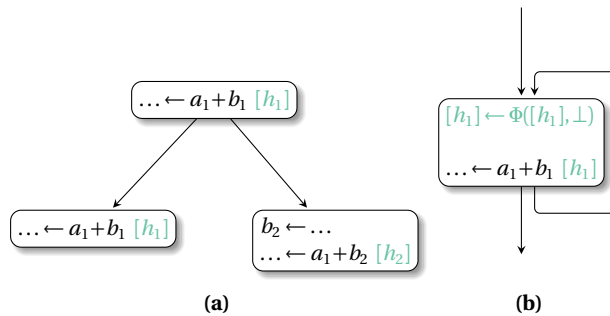 … ← a₁+b₁ [h₁]
… ← a₁+b₁ [h₁]
b₂ ← …
… ← a₁+b₂ [h₂]
(a)
[h₁] ← Φ([h₁],⊥)
… ← a₁+b₁ [h₁]
(b)